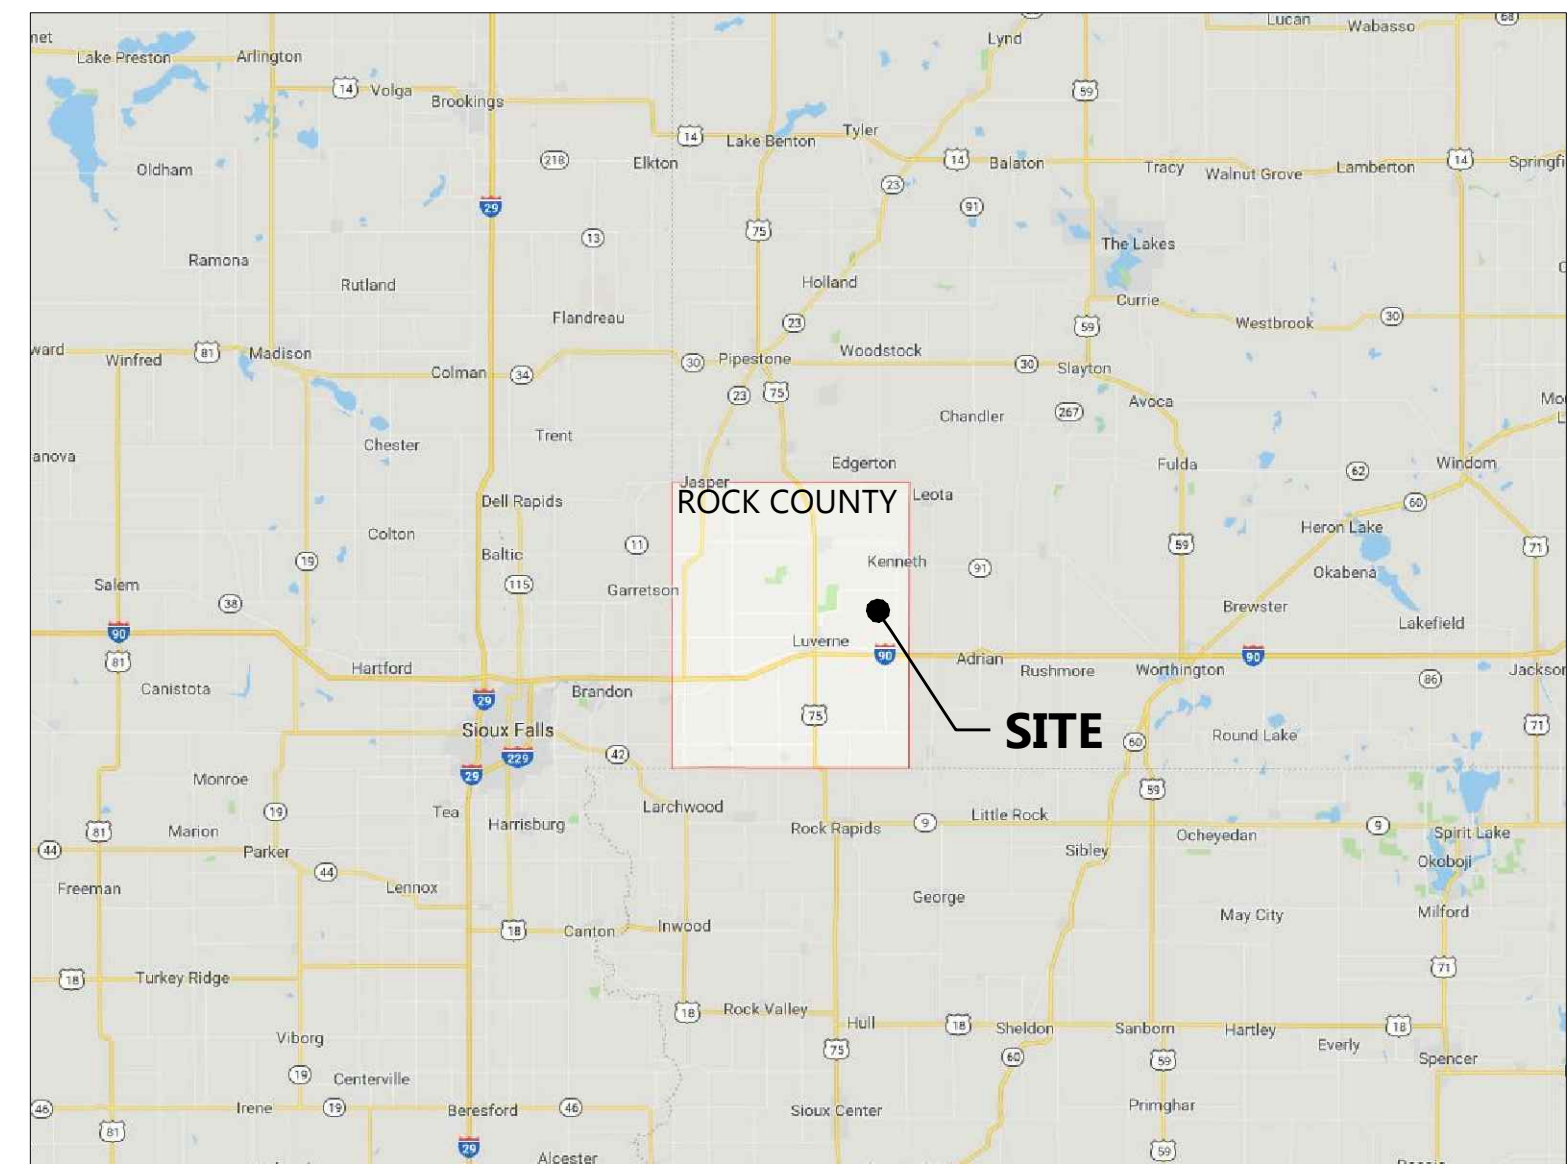 Lucan
68
net
Lynd
Wabasso
Lake Preston
Arlington
14
Volga
59
Brookings
14
Lake Benton
Tyler
218
Elkton
14
Balaton
Tracy
Walnut Grove
Lamberton
14
Springfi
Oldham
23
29
91
75
13
The Lakes
Ramona
Rutland
Holland
Currie
Flandreau
23
59
Westbrook
30
ward
Winfred
81
Madison
30
Pipestone
Woodstock
30
Slayton
Colman
34
23
75
Avoca
Mo
Chandler
267
L
Trent
Chester
anova
Edgerton
Fulda
62
Windom
Jasper
ROCK COUNTY
Leota
Dell Rapids
60
Colton
Heron Lake
11
59
71
Baltic
19
Kenneth
91
Okabena
Salem
115
Garretson
38
Brewster
Lakefield
90
Luverne
81
90
Adrian
90
Hartford
Rushmore
Worthington
Jackson
86
Canistota
Brandon
29
75
SITE
71
Sioux Falls
60
Round Lake
229
42
29
Monroe
59
Larchwood
19
Tea
Harrisburg
Little Rock
81
Marion
Rock Rapids
9
9
Spirit Lake
Ocheyedan
44
Parker
Sibley
Okoboji
44
Freeman
Lennox
George
May City
Milford
18
Canton
Inwood
18
Turkey Ridge
71
18
Rock Valley
Hull
18
Sheldon
Sanborn
Hartley
18
Viborg
75
60
59
Everly
Spencer
19
Centerville
46
Irene
19
Beresford
46
Sioux Center
Primghar
81
29
59
Alcester